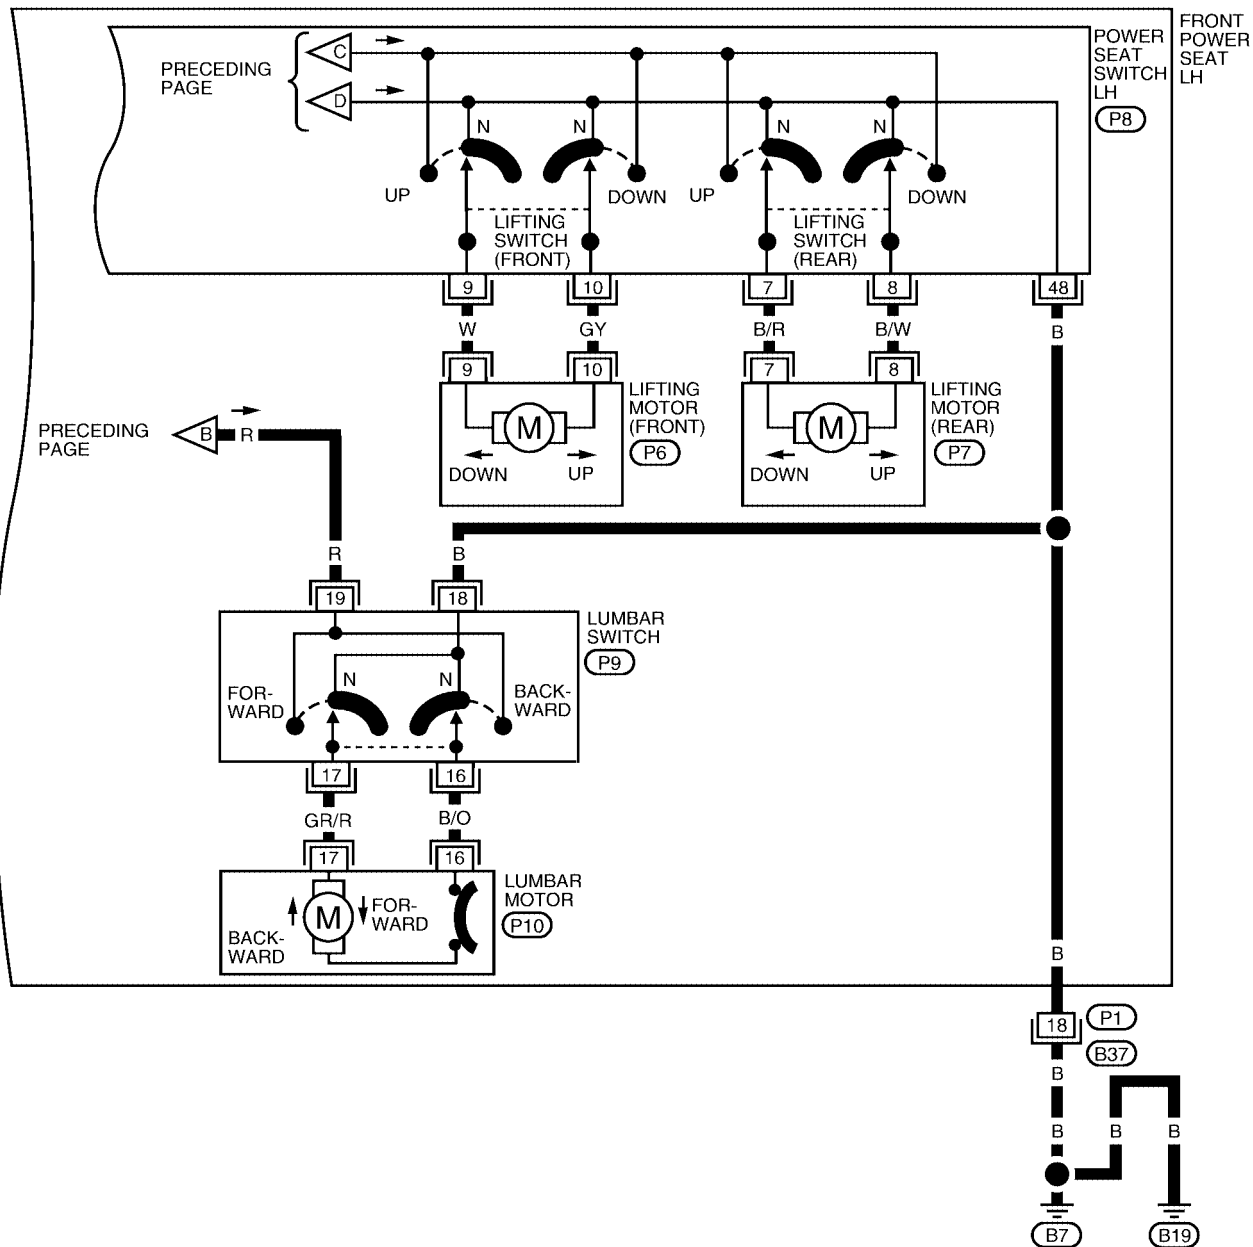 FRONT
POWER
SEAT
LH
POWER
SEAT
SWITCH
LH
P8
PRECEDING
PAGE
C
D
N
N
N
N
UP
DOWN
UP
DOWN
LIFTING
SWITCH
(FRONT)
LIFTING
SWITCH
(REAR)
9
10
7
8
48
W
GY
B/R
B/W
B
9
10
7
8
LIFTING
MOTOR
(FRONT)
P6
LIFTING
MOTOR
(REAR)
P7
M
M
DOWN
UP
DOWN
UP
PRECEDING
PAGE
B
R
R
B
19
18
LUMBAR
SWITCH
P9
N
N
FOR-
WARD
BACK-
WARD
17
16
GR/R
B/O
17
16
LUMBAR
MOTOR
P10
M
FOR-
WARD
BACK-
WARD
B
18
P1
B37
B
B
B
B
B7
B19